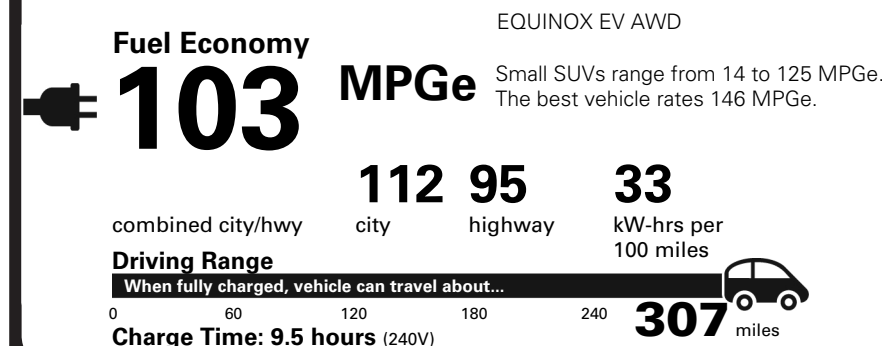 EQUINOX EV AWD
Fuel Economy
103 MPGe
Small SUVs range from 14 to 125 MPGe.
The best vehicle rates 146 MPGe.
112 95 33
combined city/hwy city highway kW-hrs per
100 miles
Driving Range
When fully charged, vehicle can travel about...
0 60 120 180 240 307 miles
Charge Time: 9.5 hours (240V)